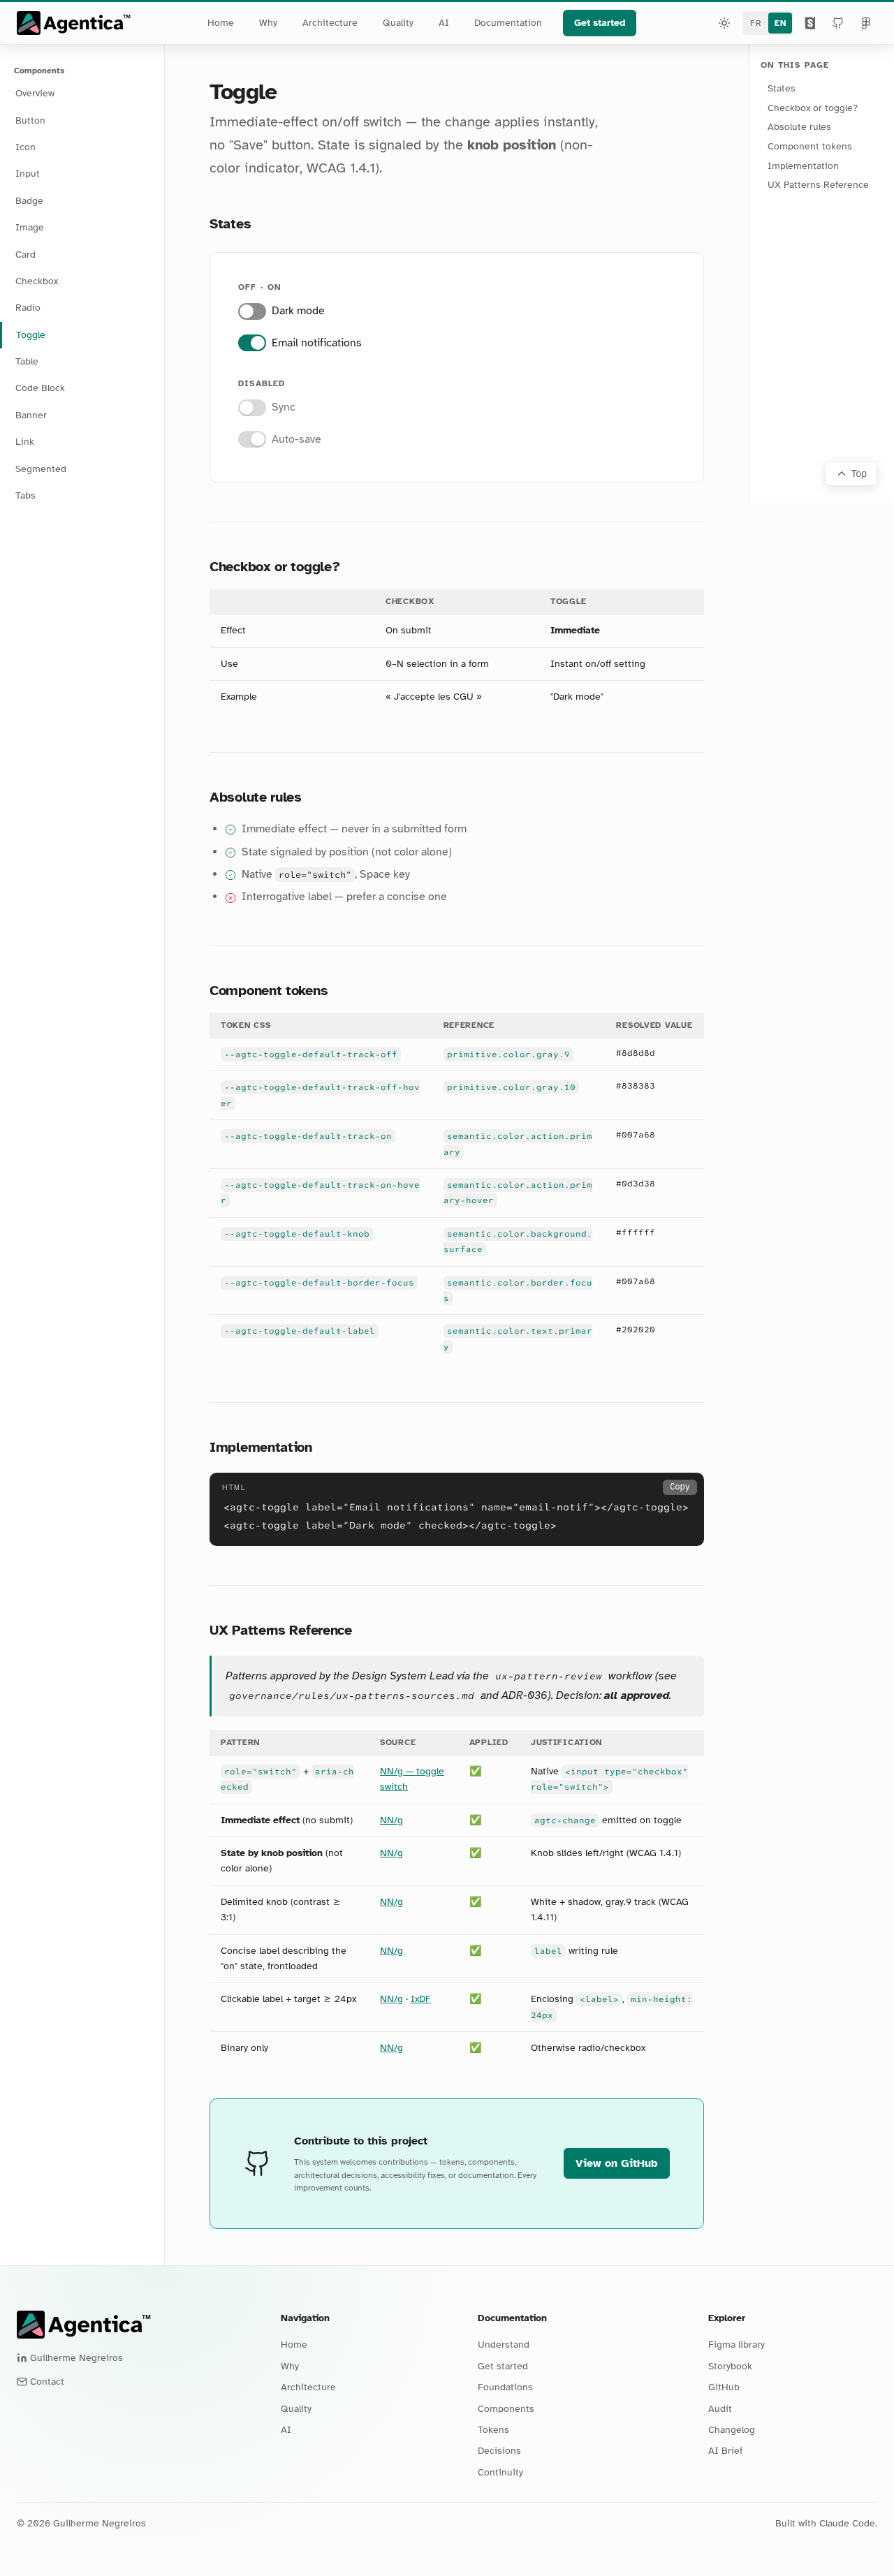 Agentica™
Home
Why
Architecture
Quality
AI
Documentation
Get started
FR
EN
Components
Overview
Button
Icon
Input
Badge
Image
Card
Checkbox
Radio
Toggle
Table
Code Block
Banner
Link
Segmented
Tabs
Toggle
Immediate-effect on/off switch — the change applies instantly,
no "Save" button. State is signaled by the knob position (non-
color indicator, WCAG 1.4.1).
States
OFF · ON
Dark mode
Email notifications
DISABLED
Sync
Auto-save
ON THIS PAGE
States
Checkbox or toggle?
Absolute rules
Component tokens
Implementation
UX Patterns Reference
Top
Checkbox or toggle?
CHECKBOX TOGGLE
Effect On submit Immediate
Use 0–N selection in a form Instant on/off setting
Example « J'accepte les CGU » "Dark mode"
Absolute rules
Immediate effect — never in a submitted form
State signaled by position (not color alone)
Native role="switch", Space key
Interrogative label — prefer a concise one
Component tokens
TOKEN CSS REFERENCE RESOLVED VALUE
--agtc-toggle-default-track-off primitive.color.gray.9 #8d8d8d
--agtc-toggle-default-track-off-hov primitive.color.gray.10 #838383
er
--agtc-toggle-default-track-on semantic.color.action.prim #007a68
ary
--agtc-toggle-default-track-on-hove semantic.color.action.prim #0d3d38
r ary-hover
--agtc-toggle-default-knob semantic.color.background. #ffffff
surface
--agtc-toggle-default-border-focus semantic.color.border.focu #007a68
s
--agtc-toggle-default-label semantic.color.text.primar #202020
y
Implementation
HTML
Copy
<agtc-toggle label="Email notifications" name="email-notif"></agtc-toggle>
<agtc-toggle label="Dark mode" checked></agtc-toggle>
UX Patterns Reference
Patterns approved by the Design System Lead via the ux-pattern-review workflow (see
governance/rules/ux-patterns-sources.md and ADR-036). Decision: all approved.
PATTERN SOURCE APPLIED JUSTIFICATION
role="switch" + aria-ch NN/g — toggle ✅ Native <input type="checkbox"
ecked switch role="switch">
Immediate effect (no submit) NN/g ✅ agtc-change emitted on toggle
State by knob position (not NN/g ✅ Knob slides left/right (WCAG 1.4.1)
color alone)
Delimited knob (contrast ≥ NN/g ✅ White + shadow, gray.9 track (WCAG
3:1) 1.4.11)
Concise label describing the NN/g ✅ label writing rule
"on" state, frontloaded
Clickable label + target ≥ 24px NN/g · IxDF ✅ Enclosing <label>, min-height:
24px
Binary only NN/g ✅ Otherwise radio/checkbox
Contribute to this project
This system welcomes contributions — tokens, components,
architectural decisions, accessibility fixes, or documentation. Every
improvement counts.
View on GitHub
Agentica™
Guilherme Negreiros
Contact
Navigation
Home
Why
Architecture
Quality
AI
Documentation
Understand
Get started
Foundations
Components
Tokens
Decisions
Continuity
Explorer
Figma library
Storybook
GitHub
Audit
Changelog
AI Brief
© 2026 Guilherme Negreiros
Built with Claude Code.